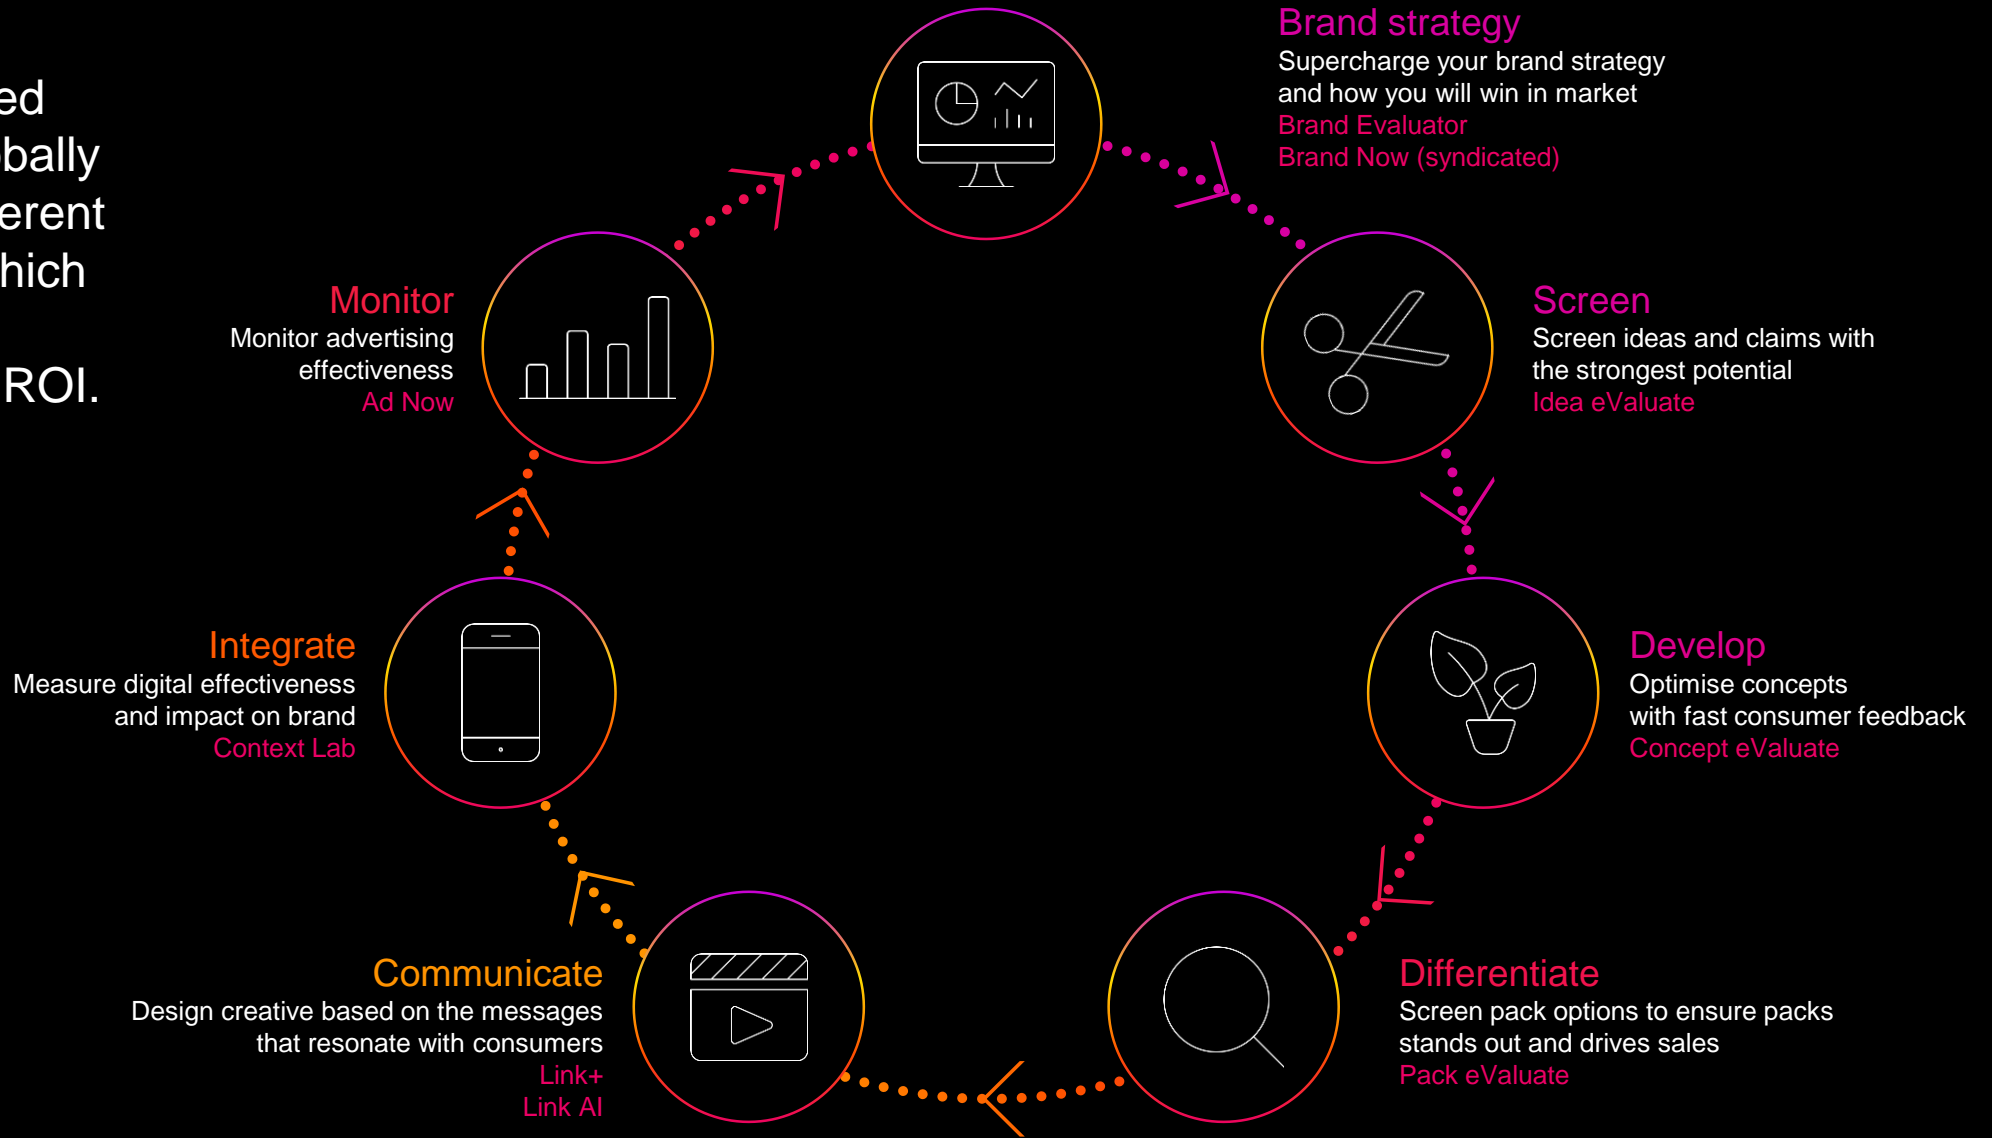 ed
bally
erent
hich
ROI.
Brand strategy
Supercharge your brand strategy
and how you will win in market
Brand Evaluator
Brand Now (syndicated)
Screen
Screen ideas and claims with
the strongest potential
Idea eValuate
Develop
Optimise concepts
with fast consumer feedback
Concept eValuate
Differentiate
Screen pack options to ensure packs
stands out and drives sales
Pack eValuate
Communicate
Design creative based on the messages
that resonate with consumers
Link+
Link AI
Integrate
Measure digital effectiveness
and impact on brand
Context Lab
Monitor
Monitor advertising
effectiveness
Ad Now